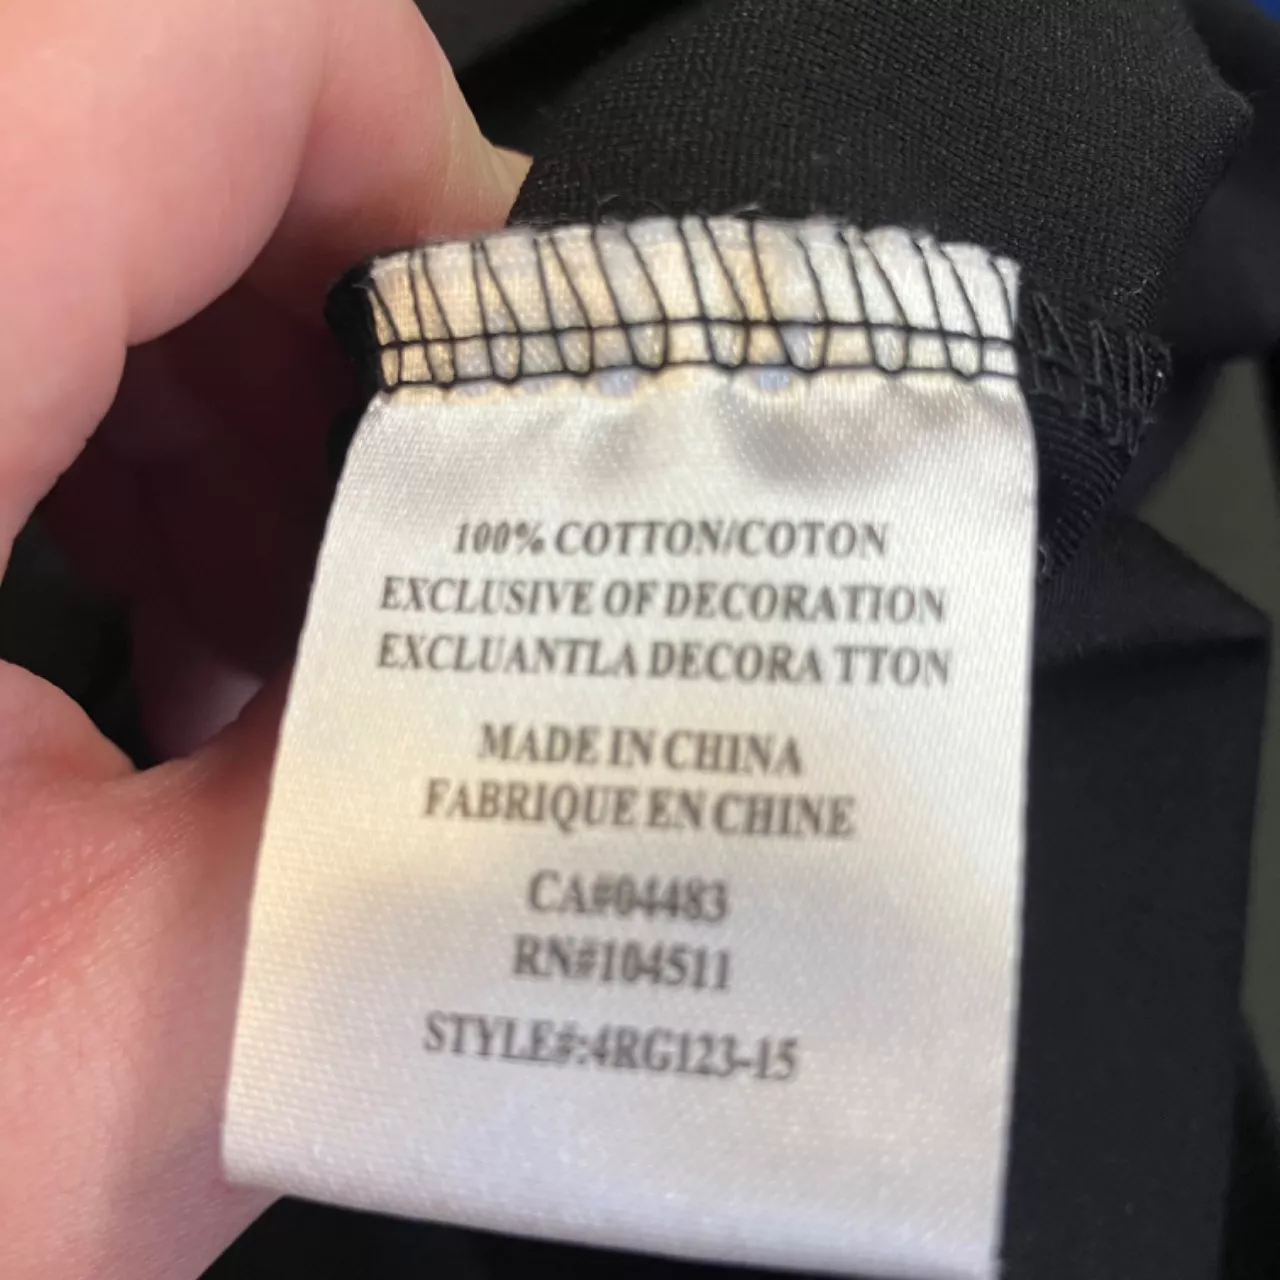 100% COTTON/COTON
EXCLUSIVE OF DECORATION
EXCLUANTLA DECORA TTON
MADE IN CHINA
FABRIQUE EN CHINE
CA#04483
RN#104511
STYLE#:4RG123-15